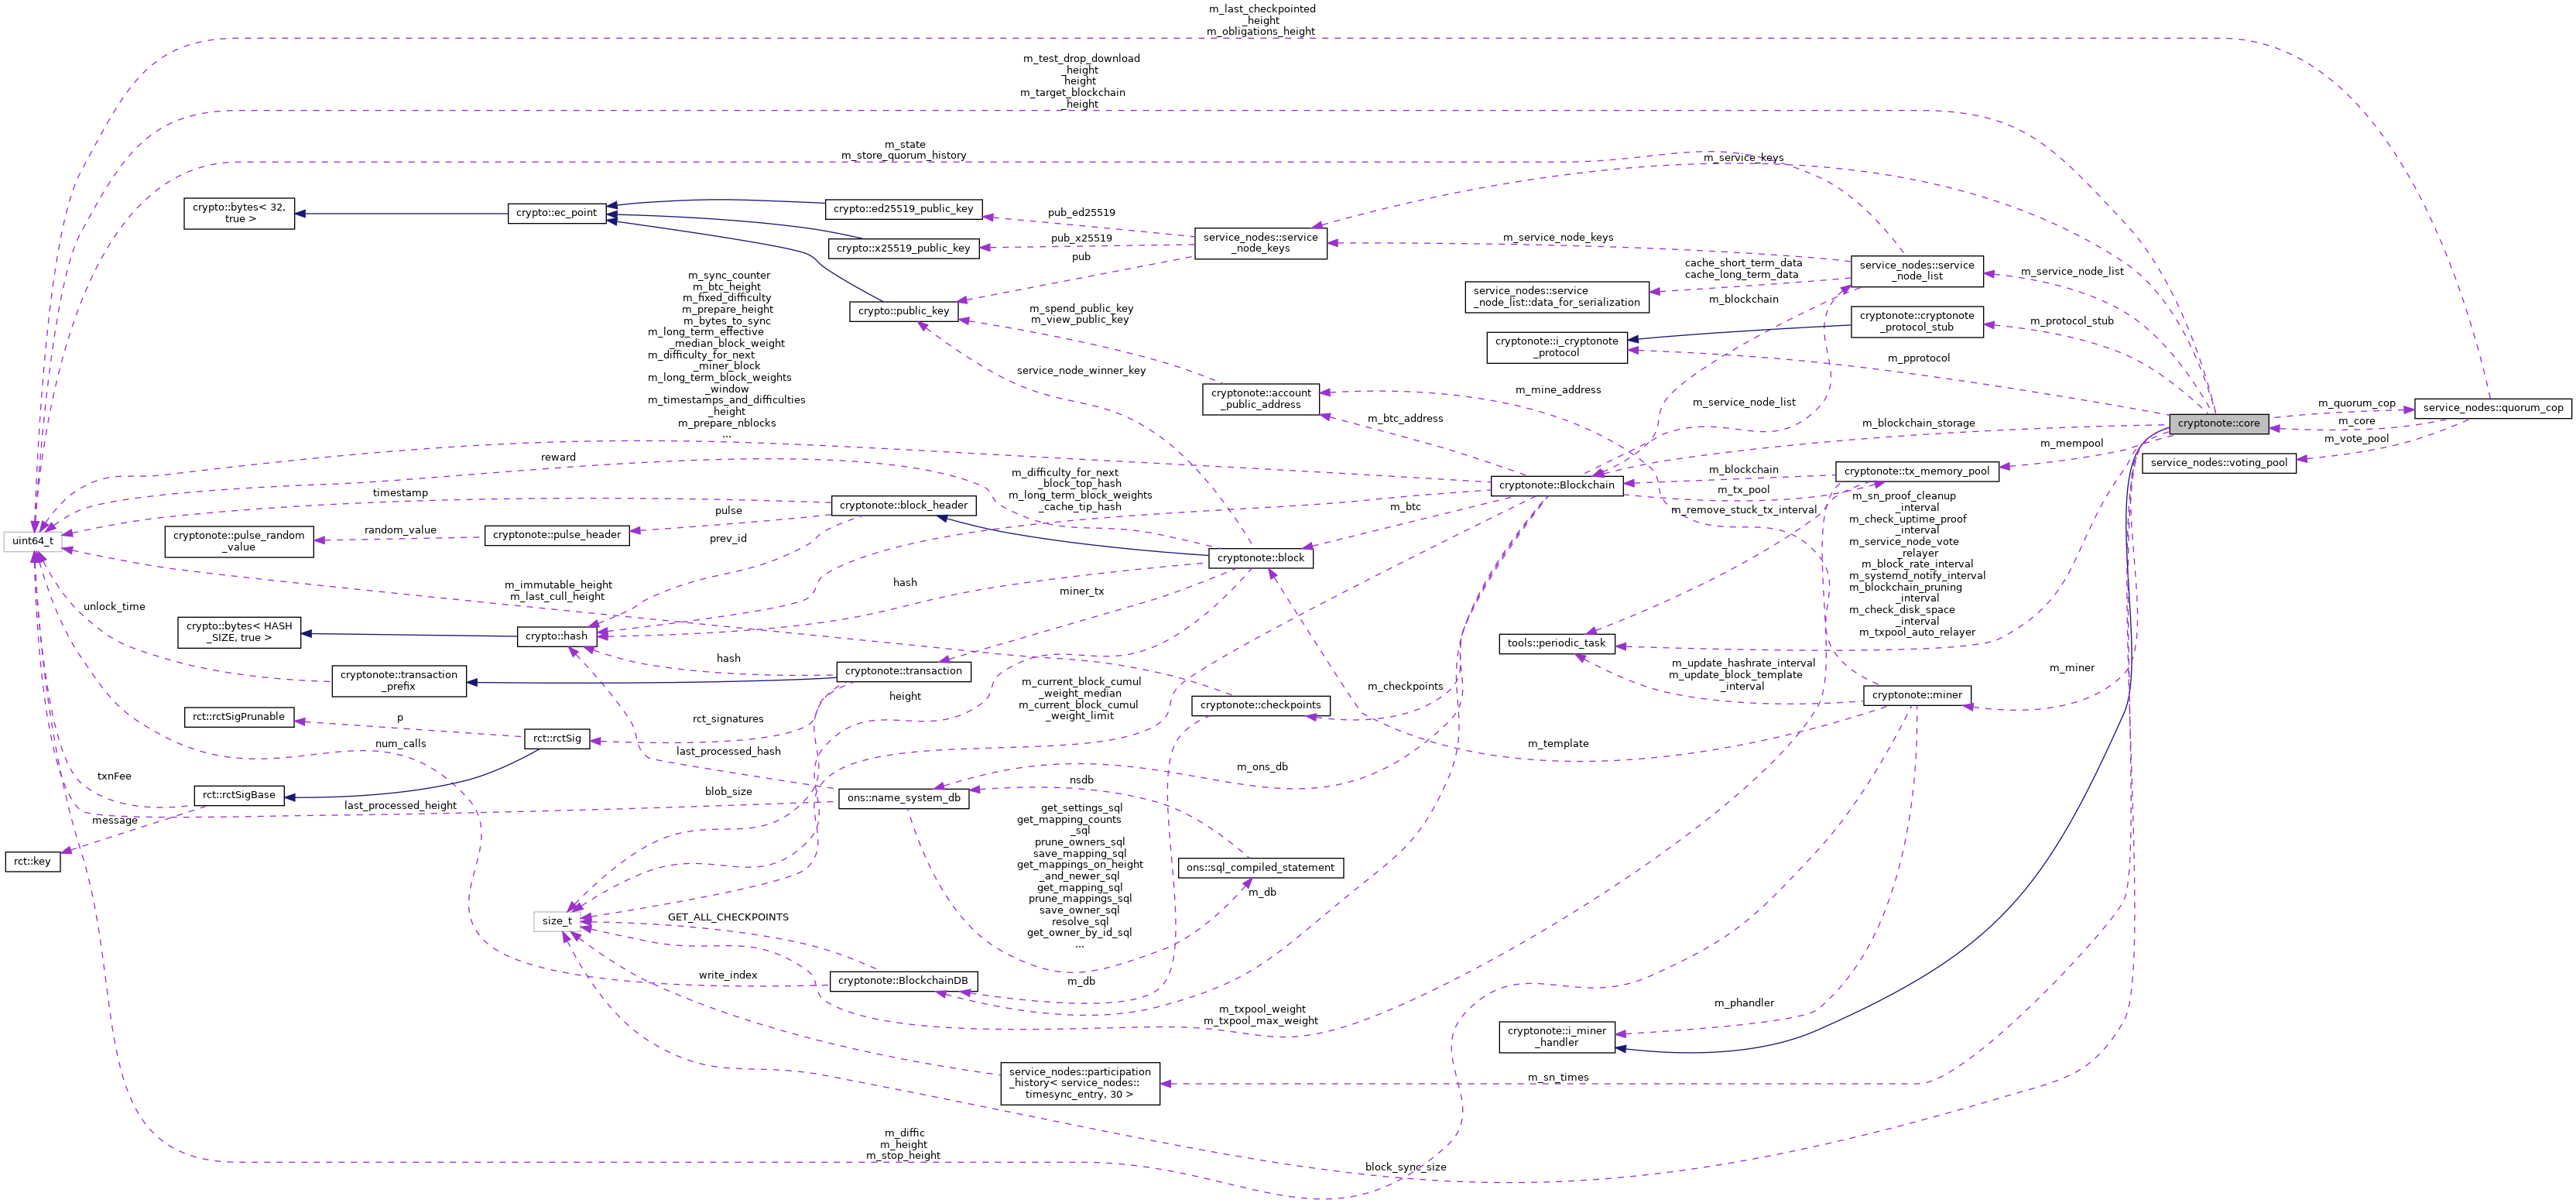 m_last_checkpointed
_height
m_obligations_height
m_test_drop_download
_height
height
m_target_blockchain
_height
m_state
m_store_quorum_history
m_service_keys
crypto::bytes< 32,
true >
crypto::ec_point
crypto::ed25519_public_key
pub_ed25519
crypto::x25519_public_key
pub_x25519
pub
service_nodes::service
_node_keys
m_service_node_keys
service_nodes::service
_node_list
m_service_node_list
cache_short_term_data
cache_long_term_data
service_nodes::service
_node_list::data_for_serialization
m_blockchain
crypto::public_key
m_spend_public_key
m_view_public_key
cryptonote::cryptonote
_protocol_stub
m_protocol_stub
cryptonote::i_cryptonote
_protocol
m_pprotocol
m_sync_counter
m_btc_height
m_fixed_difficulty
m_prepare_height
m_bytes_to_sync
m_long_term_effective
_median_block_weight
m_difficulty_for_next
_miner_block
m_long_term_block_weights
_window
m_timestamps_and_difficulties
_height
m_prepare_nblocks
...
service_node_winner_key
cryptonote::account
_public_address
m_mine_address
m_service_node_list
m_btc_address
m_blockchain_storage
cryptonote::core
m_quorum_cop
service_nodes::quorum_cop
m_core
m_vote_pool
service_nodes::voting_pool
m_mempool
reward
m_difficulty_for_next
_block_top_hash
m_long_term_block_weights
_cache_tip_hash
cryptonote::Blockchain
m_blockchain
m_tx_pool
cryptonote::tx_memory_pool
timestamp
cryptonote::block_header
pulse
m_btc
m_remove_stuck_tx_interval
m_sn_proof_cleanup
_interval
m_check_uptime_proof
_interval
m_service_node_vote
_relayer
m_block_rate_interval
m_systemd_notify_interval
m_blockchain_pruning
_interval
m_check_disk_space
_interval
m_txpool_auto_relayer
uint64_t
cryptonote::pulse_random
_value
random_value
cryptonote::pulse_header
prev_id
cryptonote::block
m_immutable_height
m_last_cull_height
hash
miner_tx
unlock_time
crypto::bytes< HASH
_SIZE, true >
crypto::hash
tools::periodic_task
cryptonote::transaction
_prefix
hash
cryptonote::transaction
m_update_hashrate_interval
m_update_block_template
_interval
m_miner
cryptonote::miner
height
m_current_block_cumul
_weight_median
m_current_block_cumul
_weight_limit
m_checkpoints
cryptonote::checkpoints
rct::rctSigPrunable
p
rct_signatures
rct::rctSig
num_calls
last_processed_hash
m_template
txnFee
rct::rctSigBase
last_processed_height
blob_size
ons::name_system_db
m_ons_db
nsdb
message
rct::key
get_settings_sql
get_mapping_counts
_sql
prune_owners_sql
save_mapping_sql
get_mappings_on_height
_and_newer_sql
get_mapping_sql
prune_mappings_sql
save_owner_sql
resolve_sql
get_owner_by_id_sql
...
ons::sql_compiled_statement
m_db
size_t
GET_ALL_CHECKPOINTS
cryptonote::BlockchainDB
write_index
m_db
m_txpool_weight
m_txpool_max_weight
m_phandler
cryptonote::i_miner
_handler
service_nodes::participation
_history< service_nodes::
timesync_entry, 30 >
m_sn_times
m_diffic
m_height
m_stop_height
block_sync_size